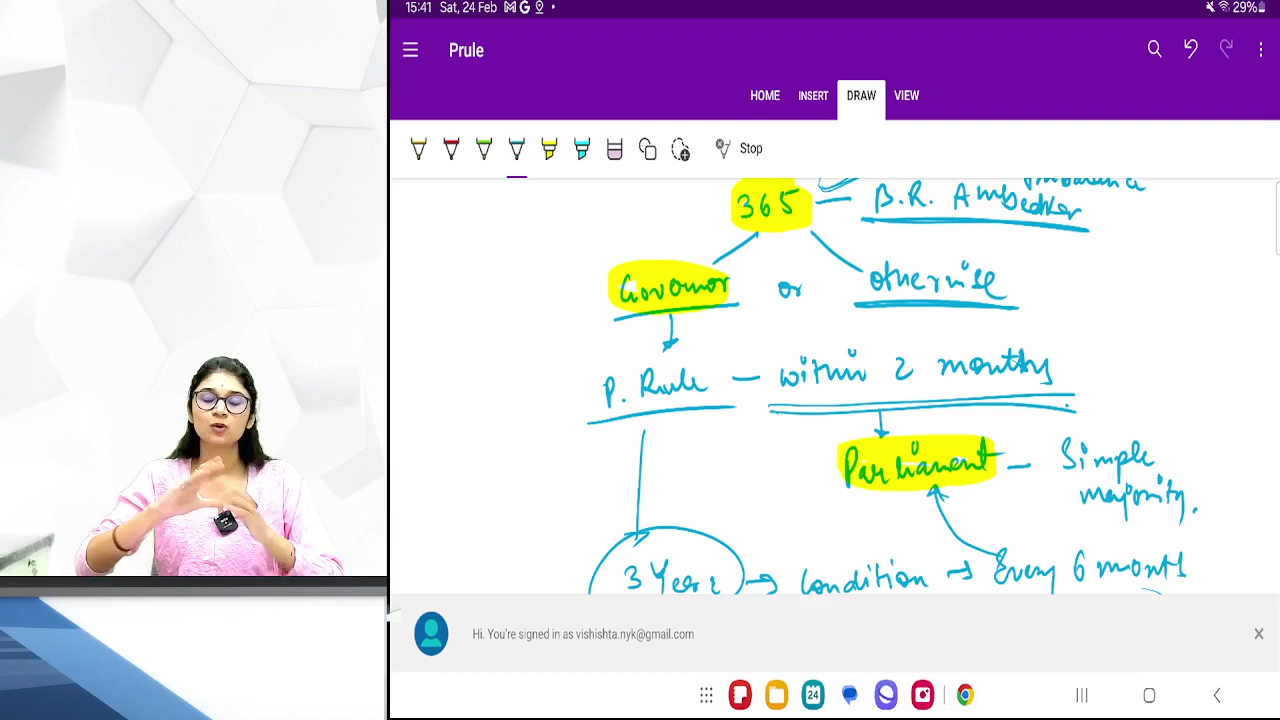 15:41 Sat, 24 Feb 29%
Prule
HOME INSERT DRAW VIEW
Stop
365 — B.R. Ambedkar
Governor or otherwise
P. Rule — within 2 months
Parliament — Simple
majority.
3 Years → Condition → Every 6 month
Hi. You're signed in as vishishta.nyk@gmail.com
24